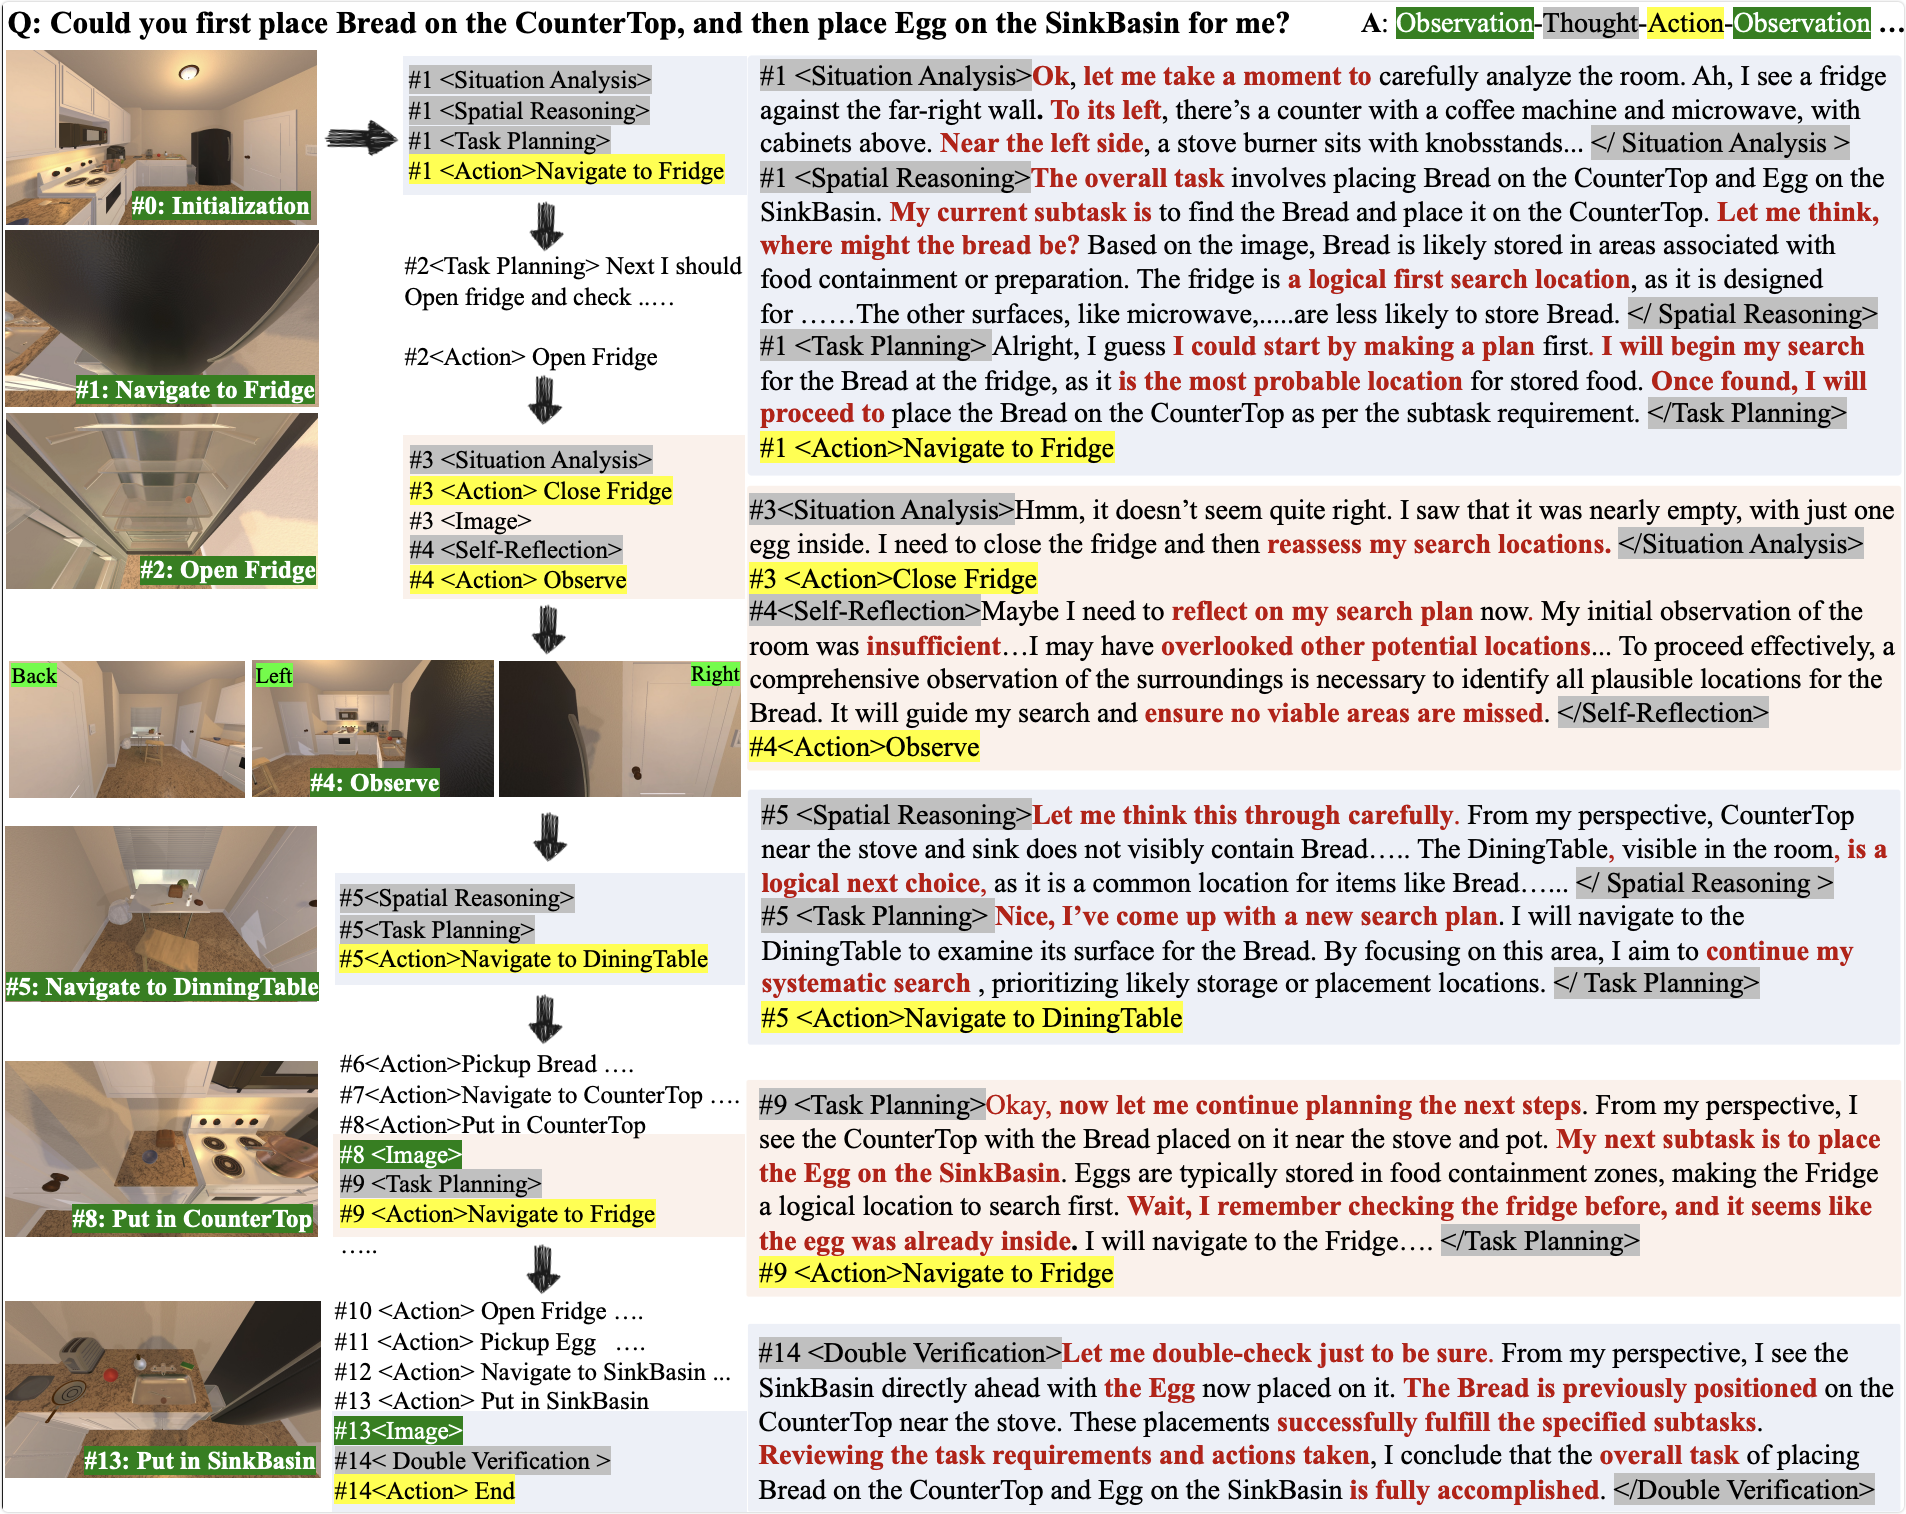 Q: Could you first place Bread on the CounterTop, and then place Egg on the SinkBasin for me?
A: Observation-Thought-Action-Observation ...
#0: Initialization
#1: Navigate to Fridge
#2: Open Fridge
#1 <Situation Analysis>
#1 <Spatial Reasoning>
#1 <Task Planning>
#1 <Action>Navigate to Fridge
#2<Task Planning> Next I should
Open fridge and check ..…
#2<Action> Open Fridge
#3 <Situation Analysis>
#3 <Action> Close Fridge
#3 <Image>
#4 <Self-Reflection>
#4 <Action> Observe
Back
Left
Right
#4: Observe
#5: Navigate to DinningTable
#5<Spatial Reasoning>
#5<Task Planning>
#5<Action>Navigate to DiningTable
#6<Action>Pickup Bread ….
#7<Action>Navigate to CounterTop ….
#8<Action>Put in CounterTop
#8 <Image>
#9 <Task Planning>
#9 <Action>Navigate to Fridge
…..
#8: Put in CounterTop
#10 <Action> Open Fridge ….
#11 <Action> Pickup Egg ….
#12 <Action> Navigate to SinkBasin ...
#13 <Action> Put in SinkBasin
#13<Image>
#14< Double Verification >
#14<Action> End
#13: Put in SinkBasin
#1 <Situation Analysis>Ok, let me take a moment to carefully analyze the room. Ah, I see a fridge
against the far-right wall. To its left, there’s a counter with a coffee machine and microwave, with
cabinets above. Near the left side, a stove burner sits with knobsstands... </ Situation Analysis >
#1 <Spatial Reasoning>The overall task involves placing Bread on the CounterTop and Egg on the
SinkBasin. My current subtask is to find the Bread and place it on the CounterTop. Let me think,
where might the bread be? Based on the image, Bread is likely stored in areas associated with
food containment or preparation. The fridge is a logical first search location, as it is designed
for ……The other surfaces, like microwave,.....are less likely to store Bread. </ Spatial Reasoning>
#1 <Task Planning> Alright, I guess I could start by making a plan first. I will begin my search
for the Bread at the fridge, as it is the most probable location for stored food. Once found, I will
proceed to place the Bread on the CounterTop as per the subtask requirement. </Task Planning>
#1 <Action>Navigate to Fridge
#3<Situation Analysis>Hmm, it doesn’t seem quite right. I saw that it was nearly empty, with just one
egg inside. I need to close the fridge and then reassess my search locations. </Situation Analysis>
#3 <Action>Close Fridge
#4<Self-Reflection>Maybe I need to reflect on my search plan now. My initial observation of the
room was insufficient…I may have overlooked other potential locations... To proceed effectively, a
comprehensive observation of the surroundings is necessary to identify all plausible locations for the
Bread. It will guide my search and ensure no viable areas are missed. </Self-Reflection>
#4<Action>Observe
#5 <Spatial Reasoning>Let me think this through carefully. From my perspective, CounterTop
near the stove and sink does not visibly contain Bread….. The DiningTable, visible in the room, is a
logical next choice, as it is a common location for items like Bread…... </ Spatial Reasoning >
#5 <Task Planning> Nice, I’ve come up with a new search plan. I will navigate to the
DiningTable to examine its surface for the Bread. By focusing on this area, I aim to continue my
systematic search , prioritizing likely storage or placement locations. </ Task Planning>
#5 <Action>Navigate to DiningTable
#9 <Task Planning>Okay, now let me continue planning the next steps. From my perspective, I
see the CounterTop with the Bread placed on it near the stove and pot. My next subtask is to place
the Egg on the SinkBasin. Eggs are typically stored in food containment zones, making the Fridge
a logical location to search first. Wait, I remember checking the fridge before, and it seems like
the egg was already inside. I will navigate to the Fridge…. </Task Planning>
#9 <Action>Navigate to Fridge
#14 <Double Verification>Let me double-check just to be sure. From my perspective, I see the
SinkBasin directly ahead with the Egg now placed on it. The Bread is previously positioned on the
CounterTop near the stove. These placements successfully fulfill the specified subtasks.
Reviewing the task requirements and actions taken, I conclude that the overall task of placing
Bread on the CounterTop and Egg on the SinkBasin is fully accomplished. </Double Verification>